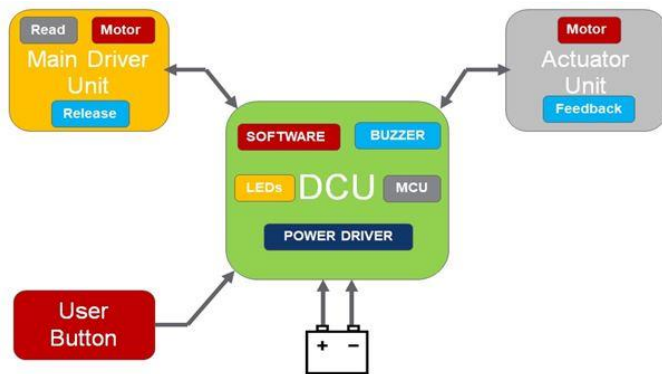 Read
Motor
Main Driver
Unit
Release
Motor
Actuator
Unit
Feedback
SOFTWARE
BUZZER
LEDs
DCU
MCU
POWER DRIVER
User
Button
+ −